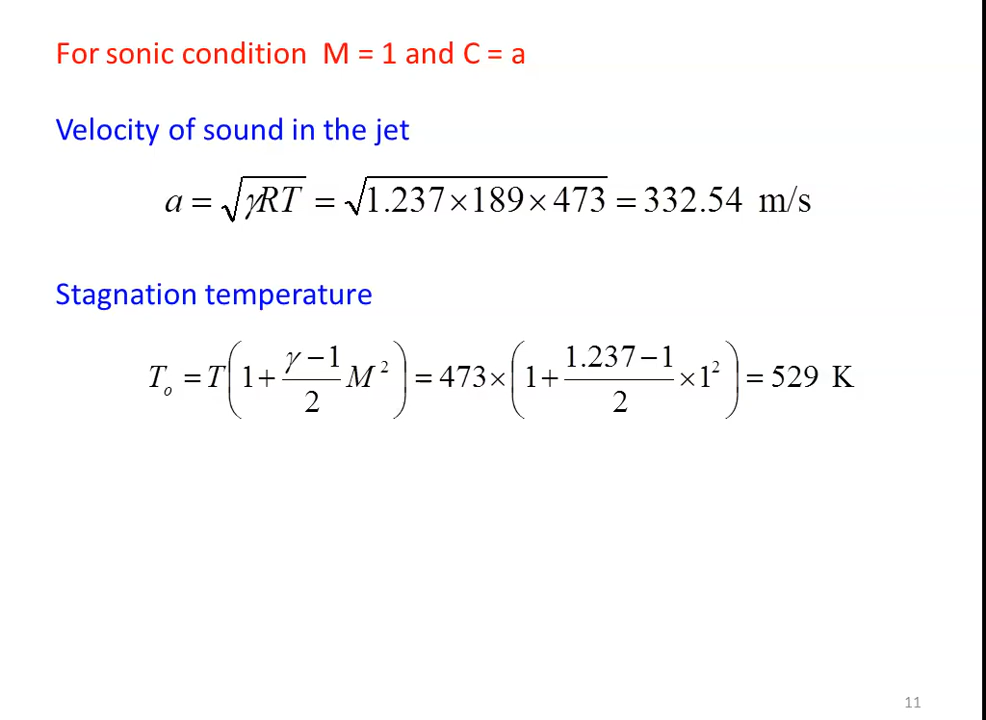 For sonic condition M = 1 and C = a
Velocity of sound in the jet
a = √γRT = √1.237×189×473 = 332.54 m/s
Stagnation temperature
Tₒ = T(1+(γ−1)/2 M²) = 473×(1+(1.237−1)/2 ×1²) = 529 K
11